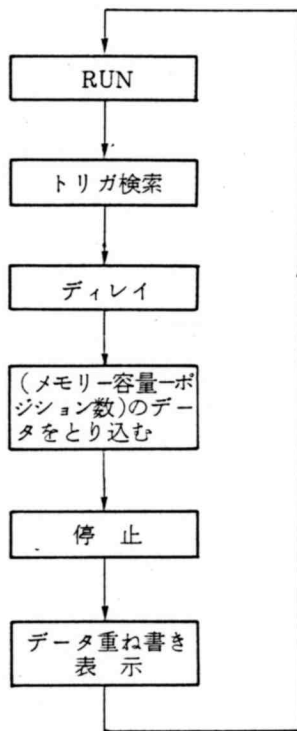 RUN
トリガ検索
ディレイ
(メモリー容量ーポ
ジション数)のデー
タをとり込む
停 止
データ重ね書き
表 示